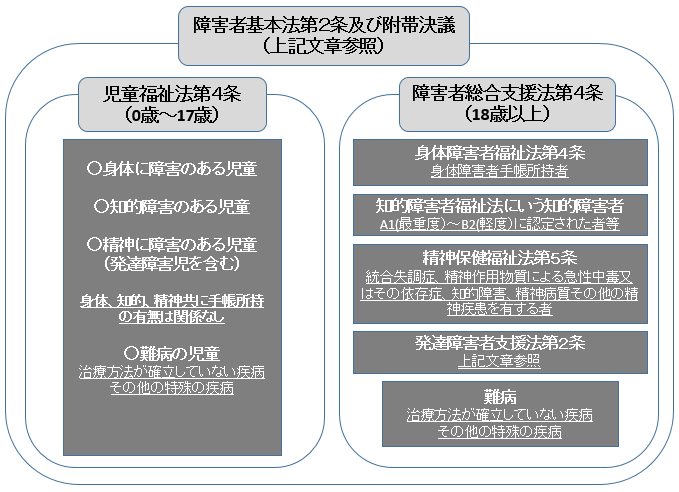 障害者基本法第2条及び附帯決議
（上記文章参照）
児童福祉法第4条
（0歳～17歳）
〇身体に障害のある児童
〇知的障害のある児童
〇精神に障害のある児童
（発達障害児を含む）
身体、知的、精神共に手帳所持
の有無は関係なし
〇難病の児童
治療方法が確立していない疾病
その他の特殊の疾病
障害者総合支援法第4条
（18歳以上）
身体障害者福祉法第4条
身体障害者手帳所持者
知的障害者福祉法にいう知的障害者
A1(最重度）～B2(軽度）に認定された者等
精神保健福祉法第5条
統合失調症、精神作用物質による急性中毒又
はその依存症、知的障害、精神病質その他の精
神疾患を有する者
発達障害者支援法第2条
上記文章参照
難病
治療方法が確立していない疾病
その他の特殊の疾病